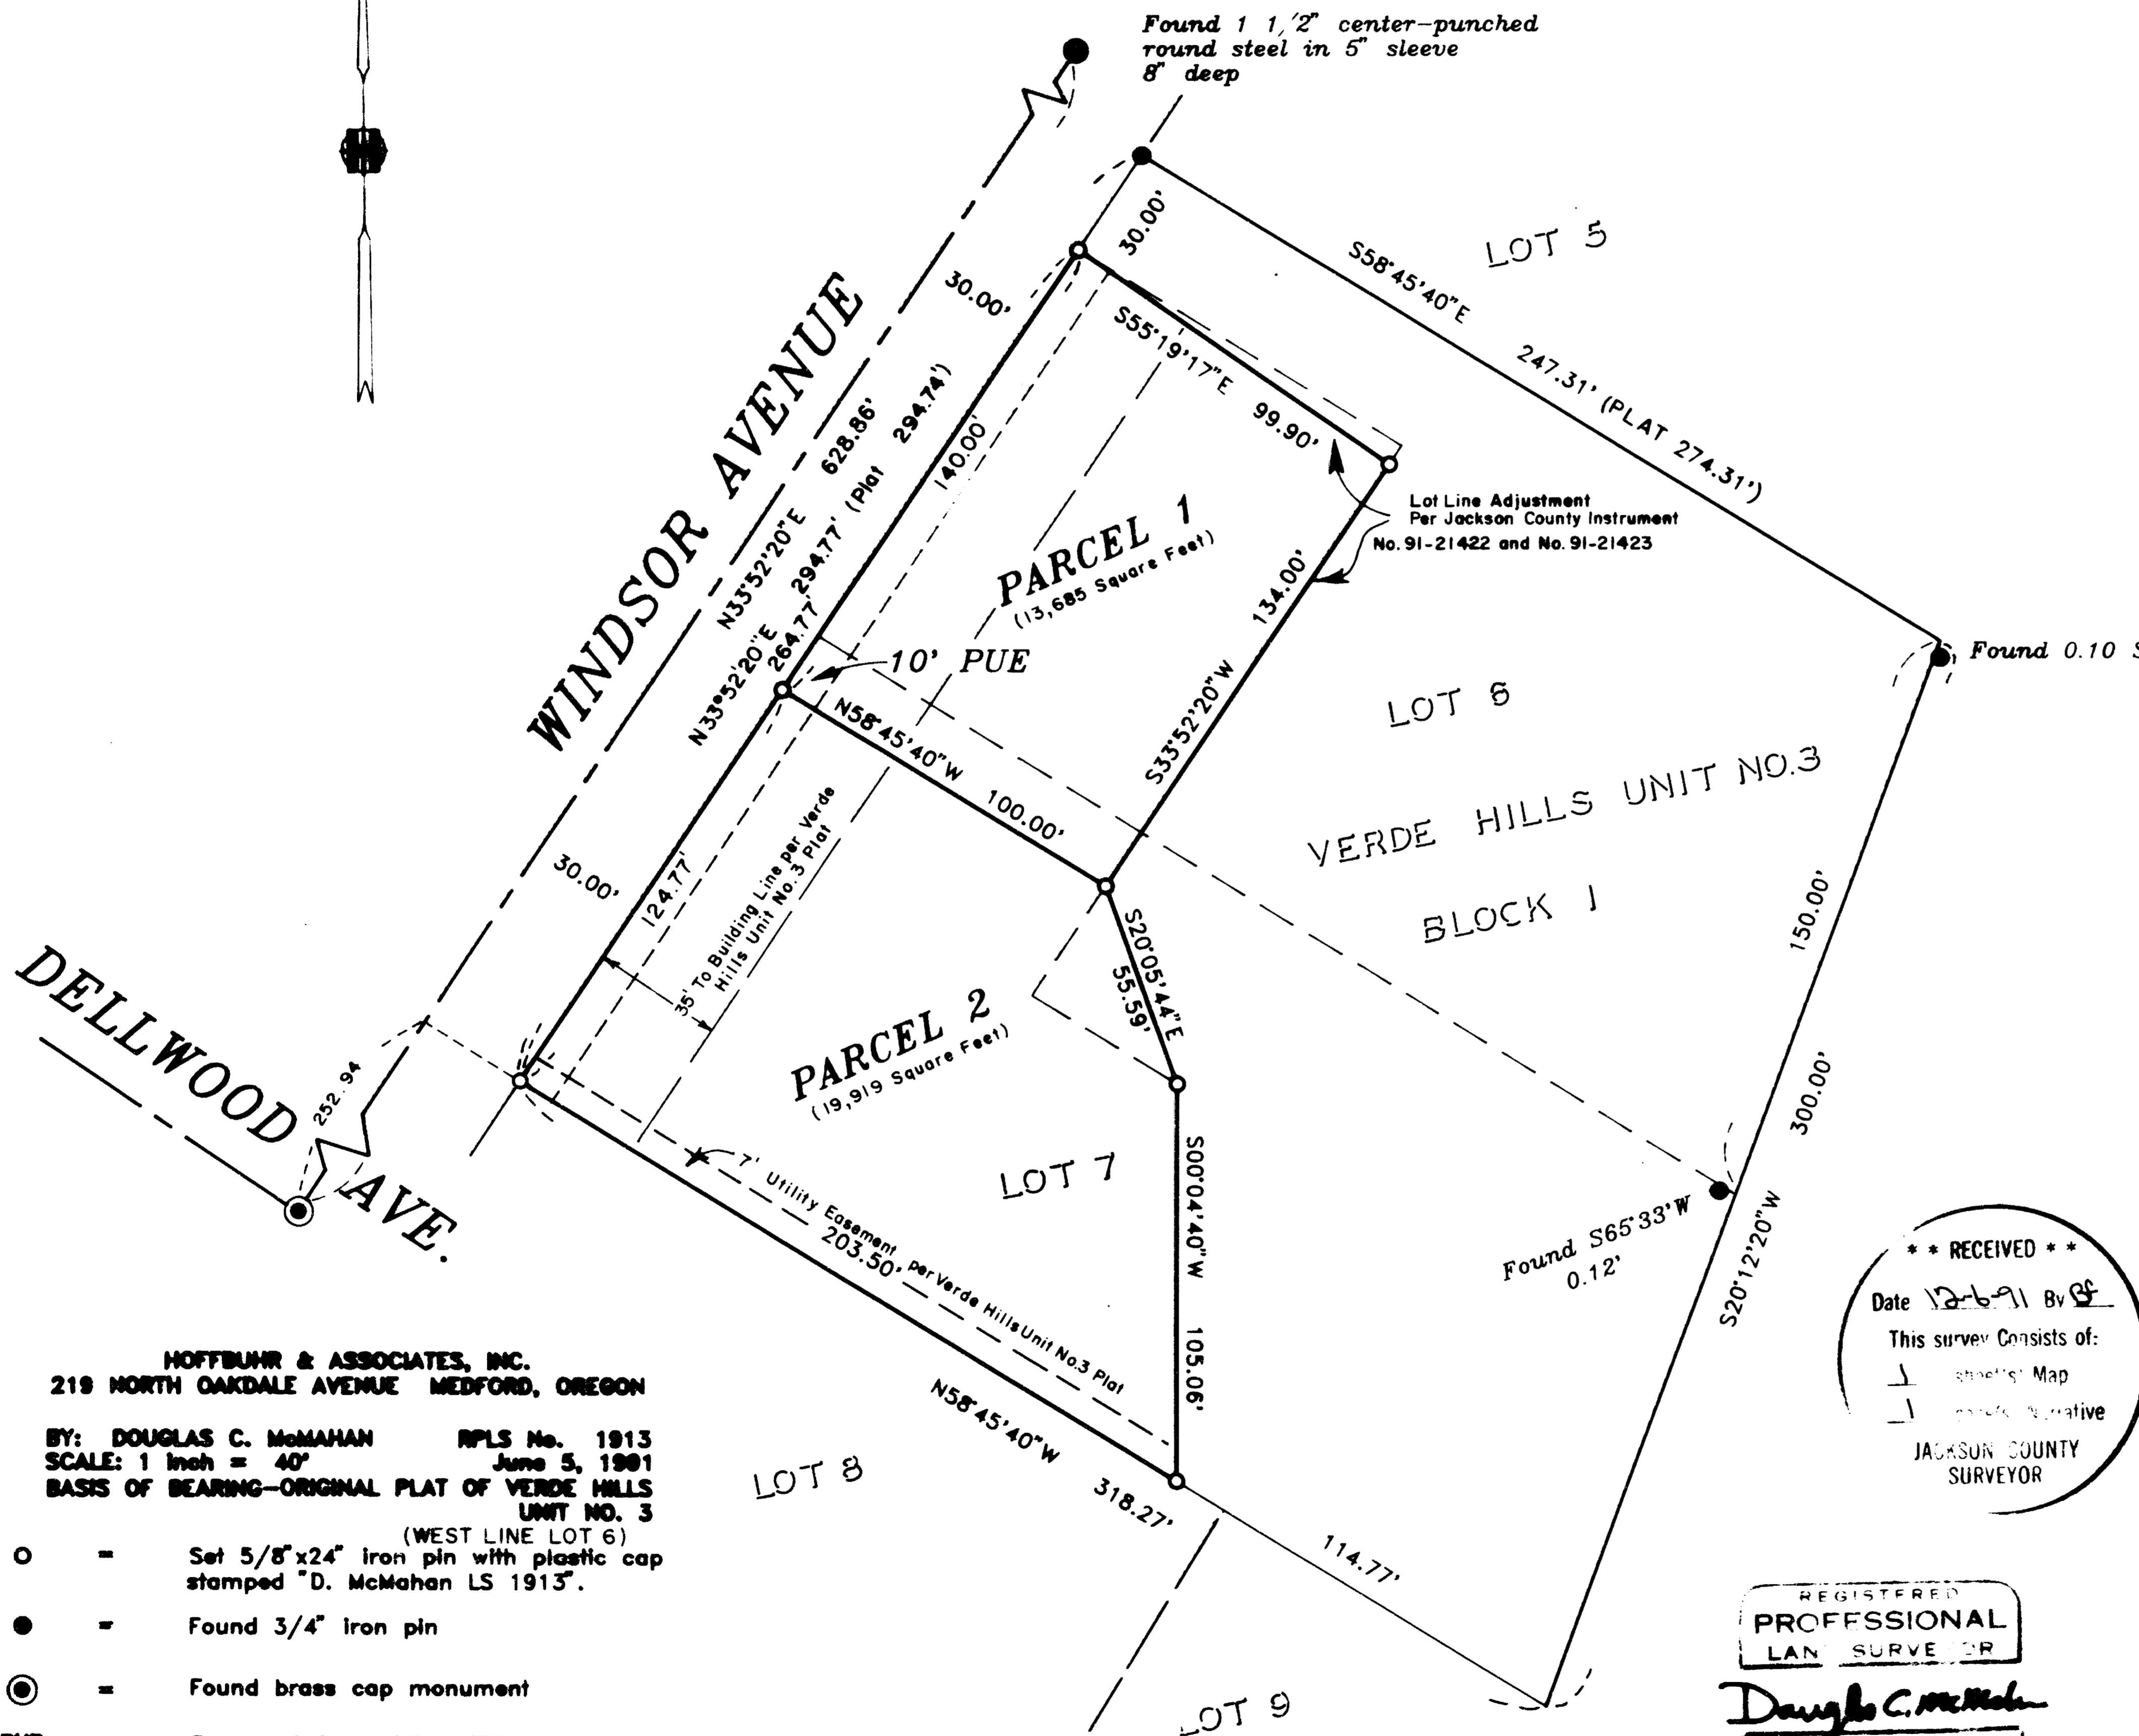 Found 1 1/2" center-punched
round steel in 5" sleeve
8" deep
30.00'
LOT 5
S58°45'40"E
247.31' (PLAT 274.31')
30.00'
WINDSOR AVENUE
N33°52'20"E 628.86'
N33°52'20"E 294.77' (Plat 294.74')
264.77'
140.00'
S55°19'17"E 99.90'
Lot Line Adjustment
Per Jackson County Instrument
No. 91-21422 and No. 91-21423
PARCEL 1
(13,685 Square Feet)
134.00'
S33°52'20"W
10' PUE
Found 0.10
LOT 6
VERDE HILLS UNIT NO.3
BLOCK 1
N58°45'40"W
100.00'
30.00'
124.77'
35' To Building Line per Verde
Hills Unit No.3 Plat
S20°05'44"E
55.59'
150.00'
300.00'
S20°12'20"W
DELLWOOD AVE.
252.94
PARCEL 2
(19,919 Square Feet)
LOT 7
7' Utility Easement per Verde Hills Unit No.3 Plat
203.50'
S00°04'40"W 105.06'
Found S65°33'W
0.12'
N58°45'40"W 318.27'
114.77'
LOT 8
LOT 9
* * RECEIVED * *
Date 12-6-91 By BF
This survey Consists of:
1 sheet(s) Map
1 Narrative
JACKSON COUNTY
SURVEYOR
HOFFBUHR & ASSOCIATES, INC.
219 NORTH OAKDALE AVENUE MEDFORD, OREGON
BY: DOUGLAS C. McMAHAN RPLS No. 1913
SCALE: 1 inch = 40' June 5, 1991
BASIS OF BEARING-ORIGINAL PLAT OF VERDE HILLS
UNIT NO. 3
(WEST LINE LOT 6)
= Set 5/8"x24" iron pin with plastic cap
stamped "D. McMahan LS 1913".
= Found 3/4" iron pin
= Found brass cap monument
REGISTERED
PROFESSIONAL
LAND SURVEYOR
Douglas C. McMahan